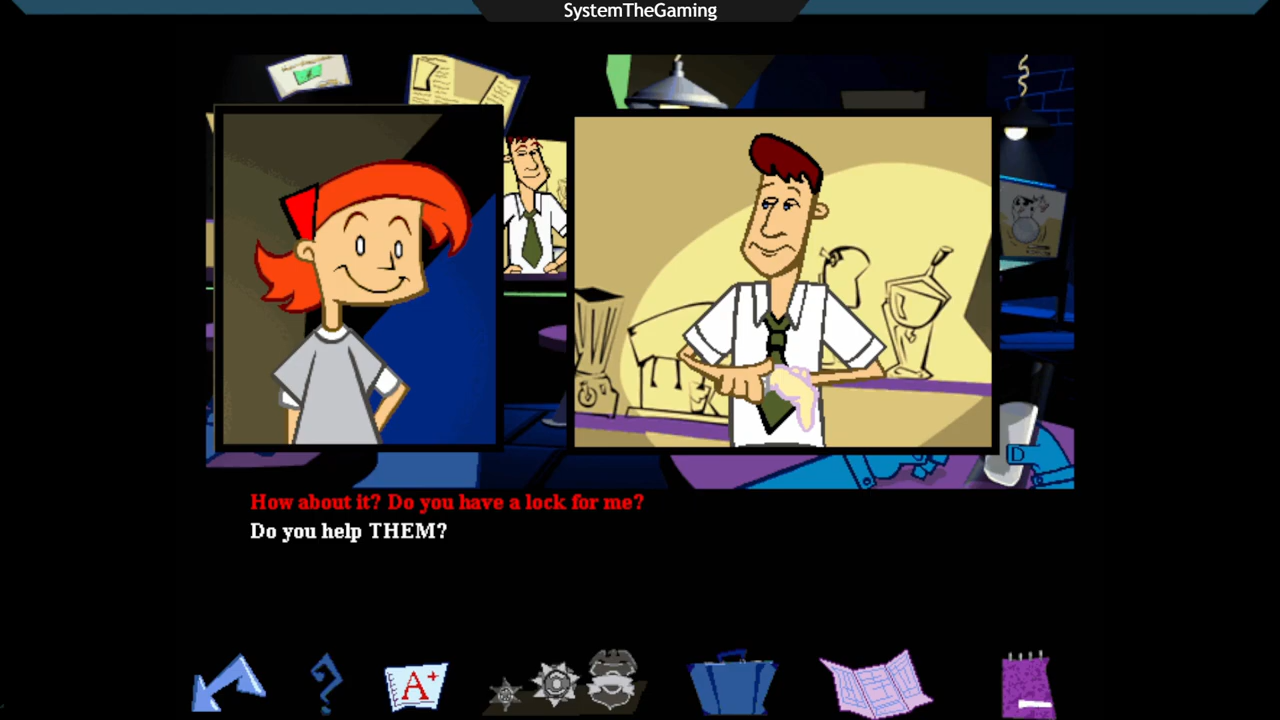 SystemTheGaming
How about it? Do you have a lock for me?
Do you help THEM?
A+